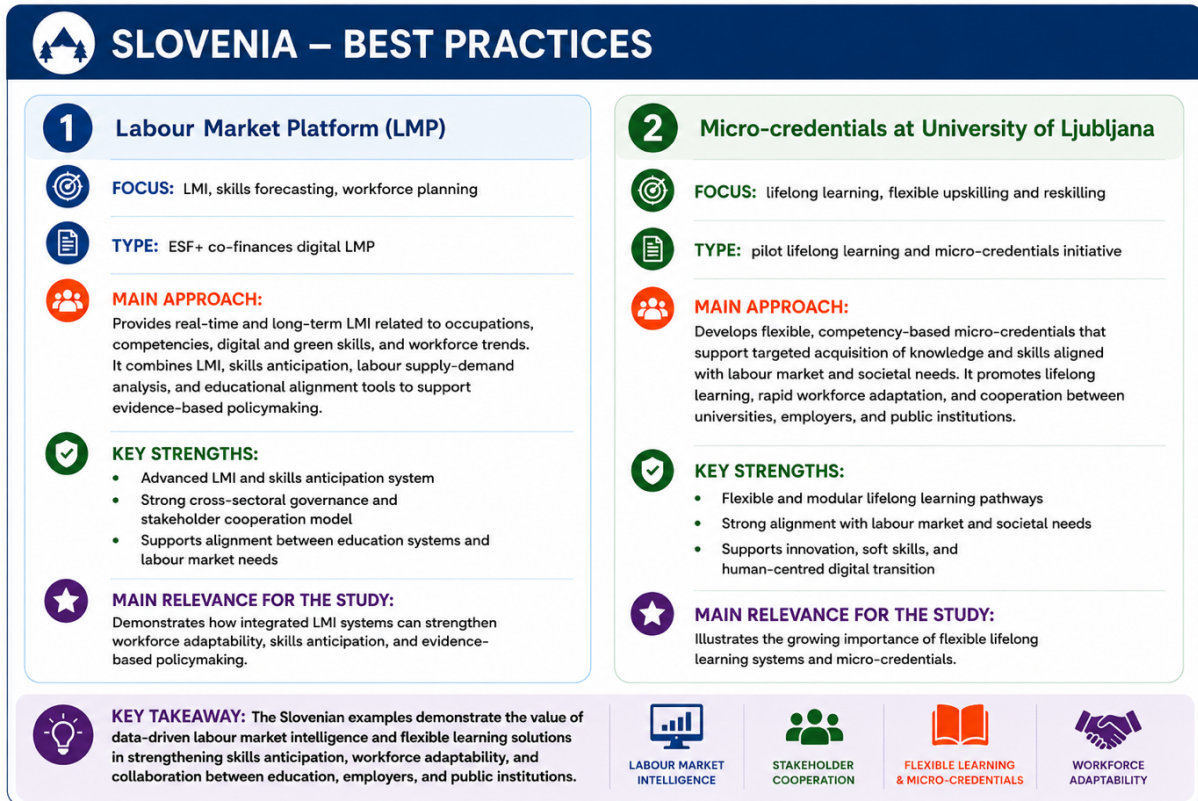 SLOVENIA – BEST PRACTICES
1
Labour Market Platform (LMP)
FOCUS: LMI, skills forecasting, workforce planning
TYPE: ESF+ co-finances digital LMP
MAIN APPROACH:
Provides real-time and long-term LMI related to occupations,
competencies, digital and green skills, and workforce trends.
It combines LMI, skills anticipation, labour supply-demand
analysis, and educational alignment tools to support
evidence-based policymaking.
KEY STRENGTHS:
• Advanced LMI and skills anticipation system
• Strong cross-sectoral governance and
stakeholder cooperation model
• Supports alignment between education systems and
labour market needs
MAIN RELEVANCE FOR THE STUDY:
Demonstrates how integrated LMI systems can strengthen
workforce adaptability, skills anticipation, and evidence-
based policymaking.
2
Micro-credentials at University of Ljubljana
FOCUS: lifelong learning, flexible upskilling and reskilling
TYPE: pilot lifelong learning and micro-credentials initiative
MAIN APPROACH:
Develops flexible, competency-based micro-credentials that
support targeted acquisition of knowledge and skills aligned
with labour market and societal needs. It promotes lifelong
learning, rapid workforce adaptation, and cooperation between
universities, employers, and public institutions.
KEY STRENGTHS:
• Flexible and modular lifelong learning pathways
• Strong alignment with labour market and societal needs
• Supports innovation, soft skills, and
human-centred digital transition
MAIN RELEVANCE FOR THE STUDY:
Illustrates the growing importance of flexible lifelong
learning systems and micro-credentials.
KEY TAKEAWAY: The Slovenian examples demonstrate the value of
data-driven labour market intelligence and flexible learning solutions
in strengthening skills anticipation, workforce adaptability, and
collaboration between education, employers, and public institutions.
LABOUR MARKET
INTELLIGENCE
STAKEHOLDER
COOPERATION
FLEXIBLE LEARNING
& MICRO-CREDENTIALS
WORKFORCE
ADAPTABILITY